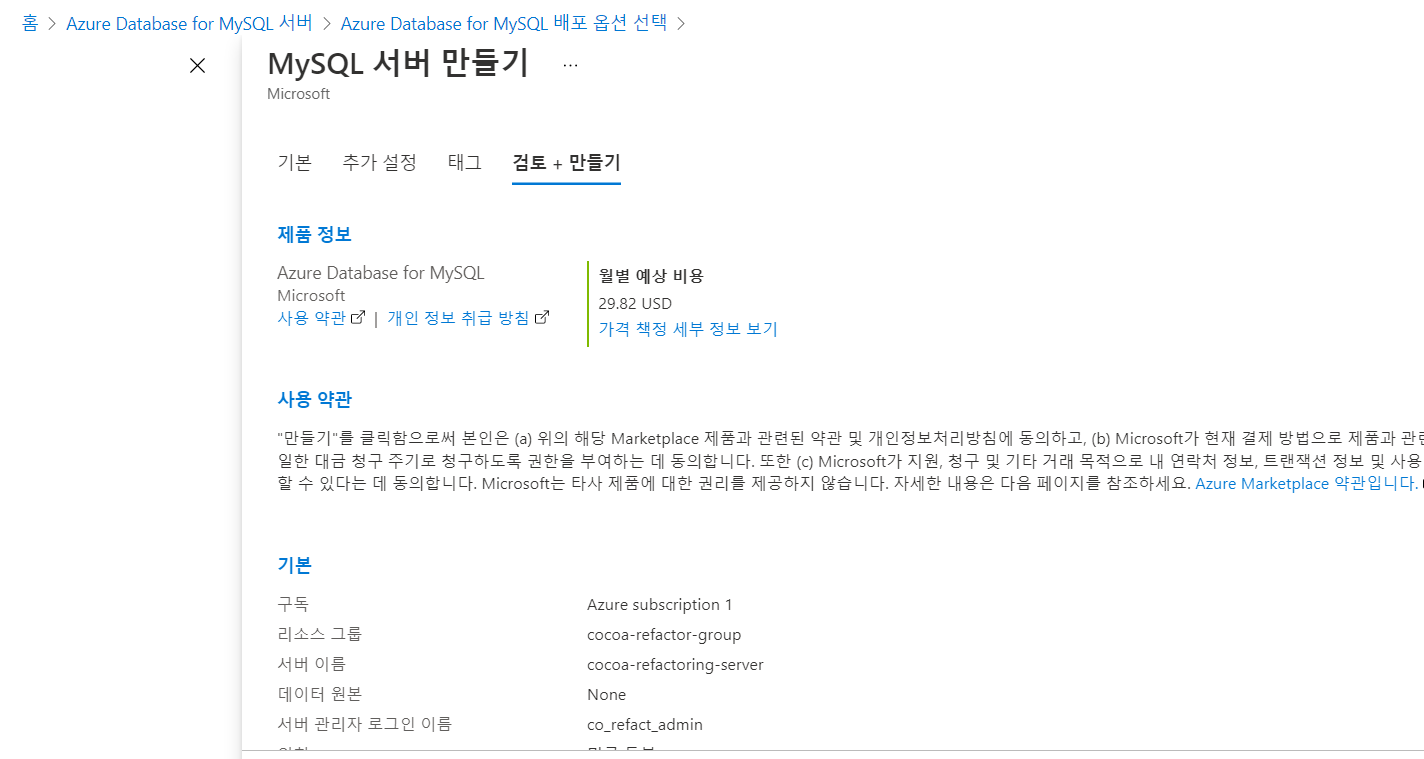 홈 > Azure Database for MySQL 서버 > Azure Database for MySQL 배포 옵션 선택 >
MySQL 서버 만들기 ...
Microsoft
기본 추가 설정 태그 검토 + 만들기
제품 정보
Azure Database for MySQL
Microsoft
사용 약관 | 개인 정보 취급 방침
월별 예상 비용
29.82 USD
가격 책정 세부 정보 보기
사용 약관
"만들기"를 클릭함으로써 본인은 (a) 위의 해당 Marketplace 제품과 관련된 약관 및 개인정보처리방침에 동의하고, (b) Microsoft가 현재 결제 방법으로 제품과 관련
일한 대금 청구 주기로 청구하도록 권한을 부여하는 데 동의합니다. 또한 (c) Microsoft가 지원, 청구 및 기타 거래 목적으로 내 연락처 정보, 트랜잭션 정보 및 사용
할 수 있다는 데 동의합니다. Microsoft는 타사 제품에 대한 권리를 제공하지 않습니다. 자세한 내용은 다음 페이지를 참조하세요. Azure Marketplace 약관입니다.
기본
구독 Azure subscription 1
리소스 그룹 cocoa-refactor-group
서버 이름 cocoa-refactoring-server
데이터 원본 None
서버 관리자 로그인 이름 co_refact_admin